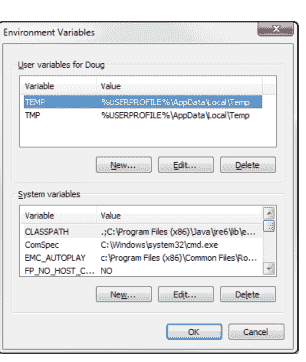 Environment Variables
User variables for Doug
Variable Value
TEMP %USERPROFILE%\AppData\Local\Temp
TMP %USERPROFILE%\AppData\Local\Temp
New... Edit... Delete
System variables
Variable Value
CLASSPATH .;C:\Program Files (x86)\Java\jre6\lib\e...
ComSpec C:\Windows\system32\cmd.exe
EMC_AUTOPLAY c:\Program Files (x86)\Common Files\Ro...
FP_NO_HOST_C... NO
New... Edit... Delete
OK Cancel